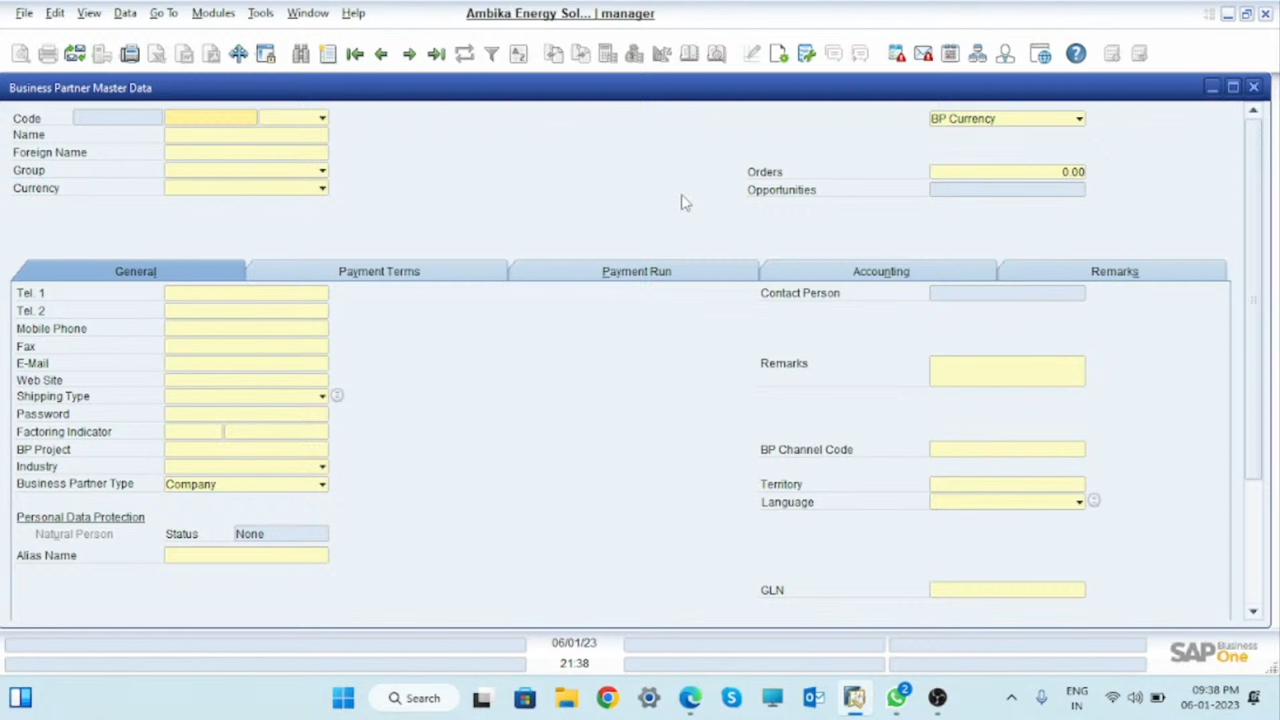 File Edit View Data Go To Modules Tools Window Help Ambika Energy Sol... | manager
Business Partner Master Data
Code BP Currency
Name
Foreign Name
Group Orders 0.00
Currency Opportunities
General Payment Terms Payment Run Accounting Remarks
Tel. 1 Contact Person
Tel. 2
Mobile Phone
Fax
E-Mail Remarks
Web Site
Shipping Type
Password
Factoring Indicator
BP Project BP Channel Code
Industry
Business Partner Type Company Territory
Language
Personal Data Protection
Natural Person Status None
Alias Name
GLN
06/01/23
21:38
SAP Business One
Search 2 ENG IN 09:38 PM 06-01-2023